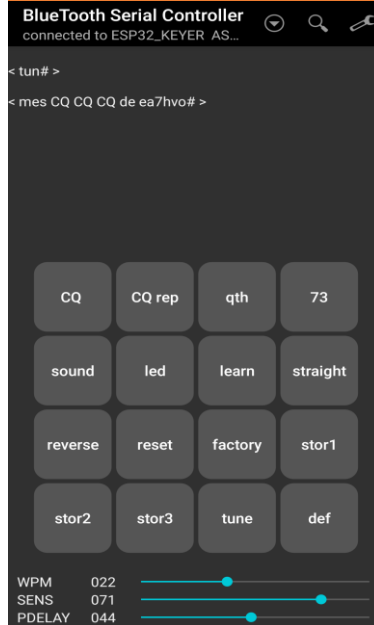 BlueTooth Serial Controller
connected to ESP32_KEYER AS...
< tun# >
< mes CQ CQ CQ de ea7hvo# >
CQ CQ rep qth 73
sound led learn straight
reverse reset factory stor1
stor2 stor3 tune def
WPM 022
SENS 071
PDELAY 044